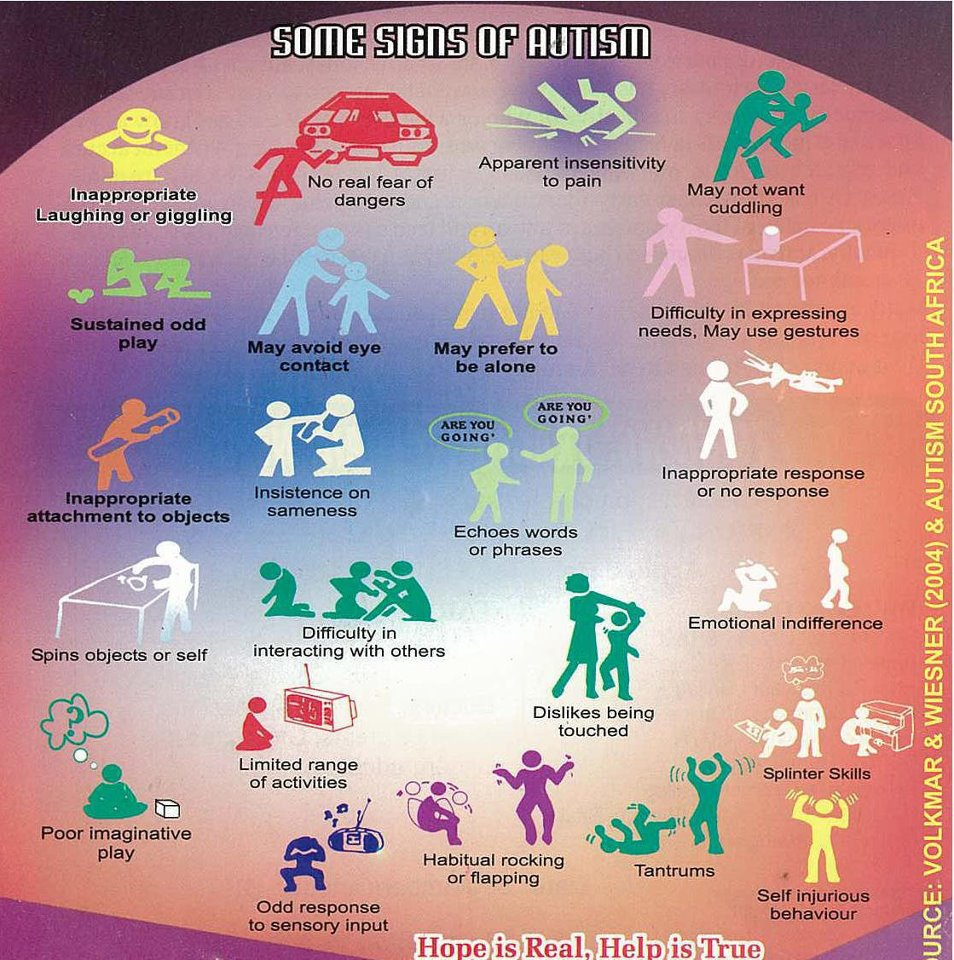 SOME SIGNS OF AUTISM
Inappropriate
Laughing or giggling
No real fear of
dangers
Apparent insensitivity
to pain
May not want
cuddling
Sustained odd
play
May avoid eye
contact
May prefer to
be alone
Difficulty in expressing
needs, May use gestures
Inappropriate
attachment to objects
Insistence on
sameness
ARE YOU
GOING'
ARE YOU
GOING'
Echoes words
or phrases
Inappropriate response
or no response
Spins objects or self
Difficulty in
interacting with others
Dislikes being
touched
Emotional indifference
?
Poor imaginative
play
Limited range
of activities
Splinter Skills
Odd response
to sensory input
Habitual rocking
or flapping
Tantrums
Self injurious
behaviour
Hope is Real, Help is True
OURCE: VOLKMAR & WIESNER (2004) & AUTISM SOUTH AFRICA